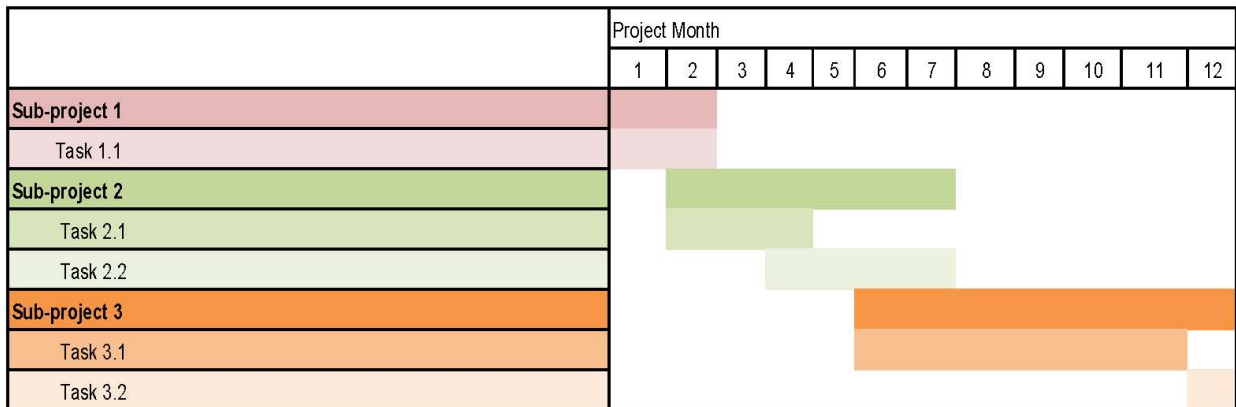 Project Month
1 2 3 4 5 6 7 8 9 10 11 12
Sub-project 1
Task 1.1
Sub-project 2
Task 2.1
Task 2.2
Sub-project 3
Task 3.1
Task 3.2